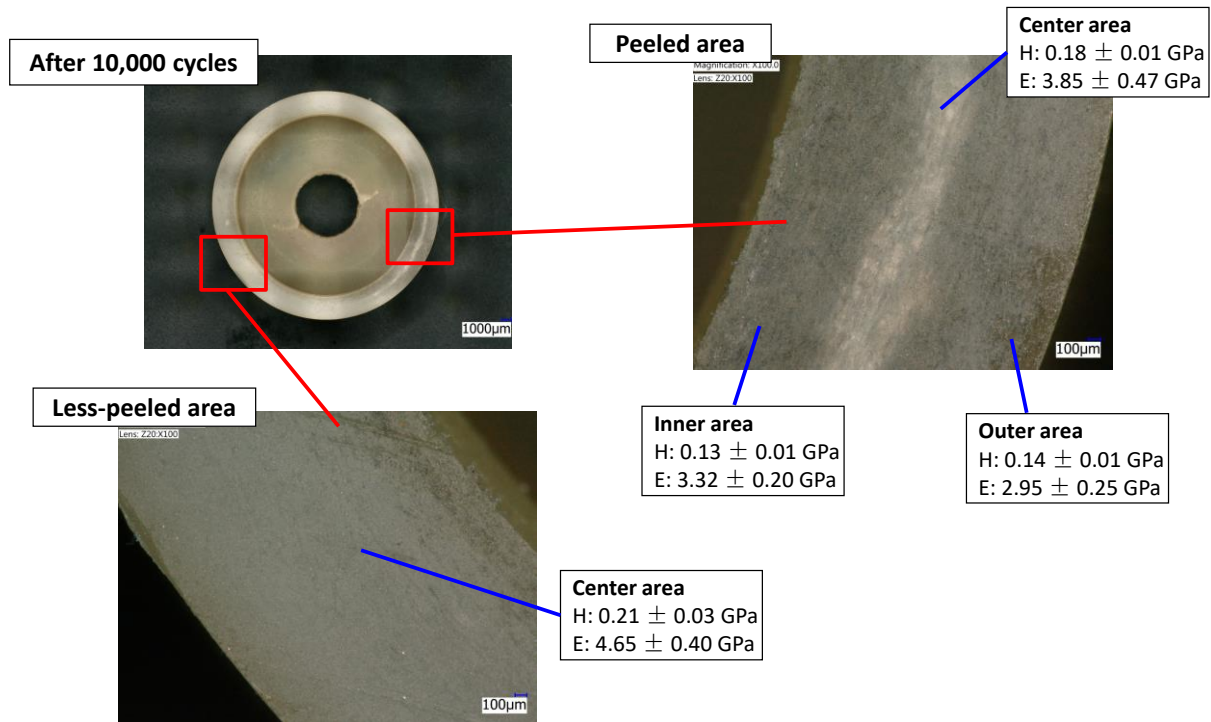 After 10,000 cycles
1000μm
Peeled area
Magnification: X100.0
Lens: Z20:X100
100μm
Center area
H: 0.18 ± 0.01 GPa
E: 3.85 ± 0.47 GPa
Inner area
H: 0.13 ± 0.01 GPa
E: 3.32 ± 0.20 GPa
Outer area
H: 0.14 ± 0.01 GPa
E: 2.95 ± 0.25 GPa
Less-peeled area
Lens: Z20:X100
100μm
Center area
H: 0.21 ± 0.03 GPa
E: 4.65 ± 0.40 GPa